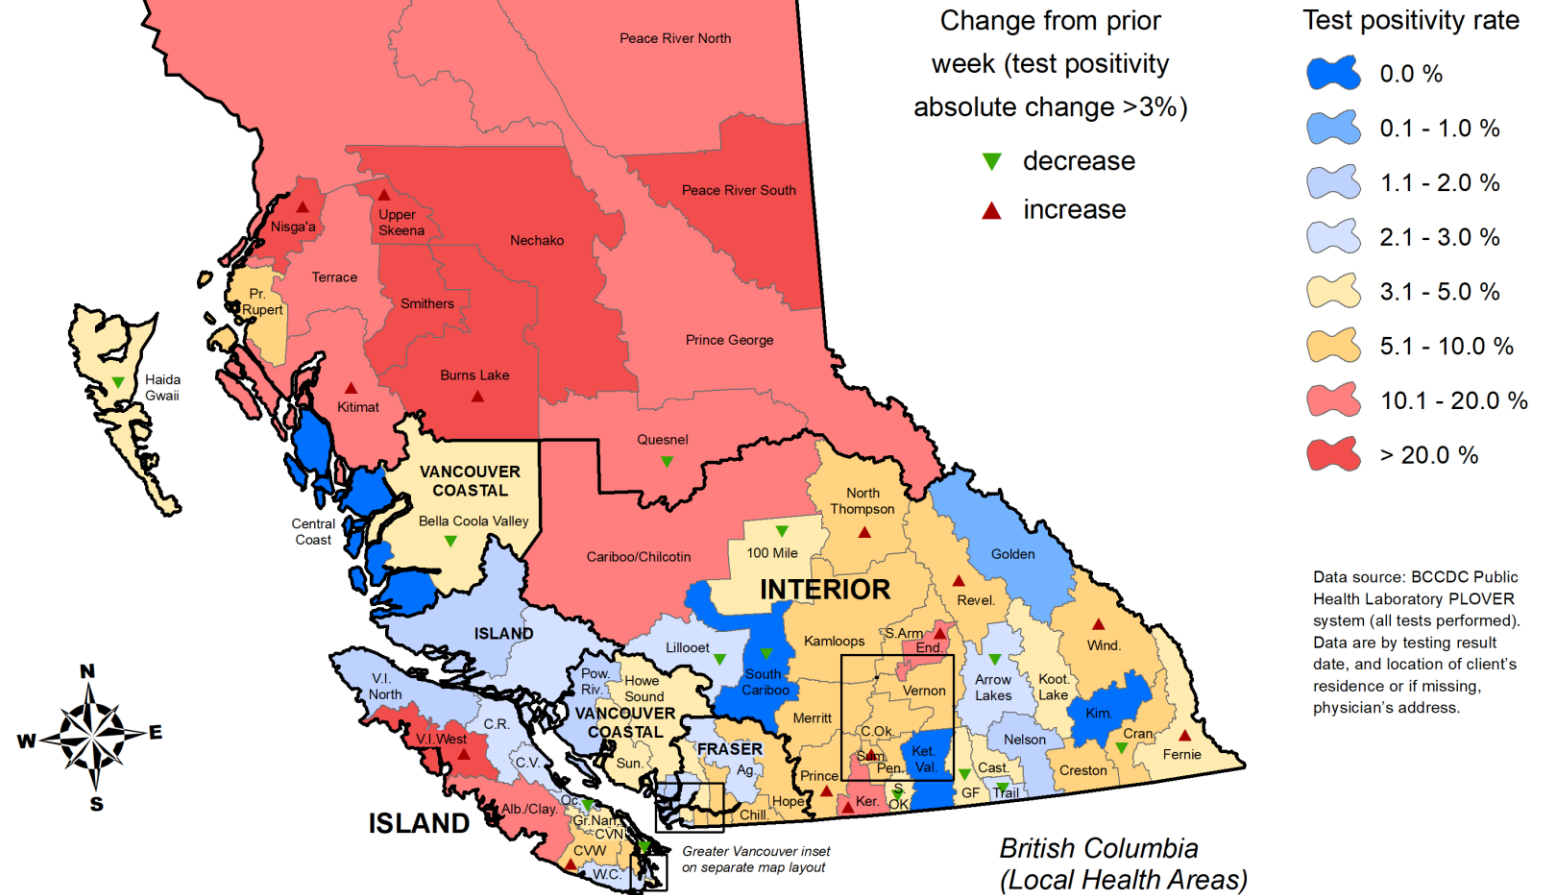 Change from prior
week (test positivity
absolute change >3%)
decrease
increase
Test positivity rate
0.0 %
0.1 - 1.0 %
1.1 - 2.0 %
2.1 - 3.0 %
3.1 - 5.0 %
5.1 - 10.0 %
10.1 - 20.0 %
> 20.0 %
Data source: BCCDC Public
Health Laboratory PLOVER
system (all tests performed).
Data are by testing result
date, and location of client's
residence or if missing,
physician's address.
Peace River North
Peace River South
Nisga'a
Upper
Skeena
Nechako
Terrace
Pr.
Rupert
Smithers
Prince George
Haida
Gwaii
Burns Lake
Kitimat
Quesnel
VANCOUVER
COASTAL
Central
Coast
Bella Coola Valley
North
Thompson
Cariboo/Chilcotin
100 Mile
Golden
INTERIOR
Revel.
ISLAND
Lillooet
Kamloops
S.Arm
End.
Wind.
V.I.
North
Pow.
Riv.
Howe
Sound
South
Cariboo
Vernon
Arrow
Lakes
Koot.
Lake
VANCOUVER
COASTAL
Merritt
Kim.
C.R.
V.I.West
C.Ok.
Nelson
Cran.
FRASER
Ket.
Val.
Fernie
C.V.
Sun.
Ag.
Sum.
Pen.
Cast.
Creston
Prince
GF
Trail
Oc.
Alb./Clay.
Hope
Ker.
S.
OK
Chill.
Gr.Nan.
CVN
CVW
W.C.
ISLAND
Greater Vancouver inset
on separate map layout
British Columbia
(Local Health Areas)
N
W
E
S